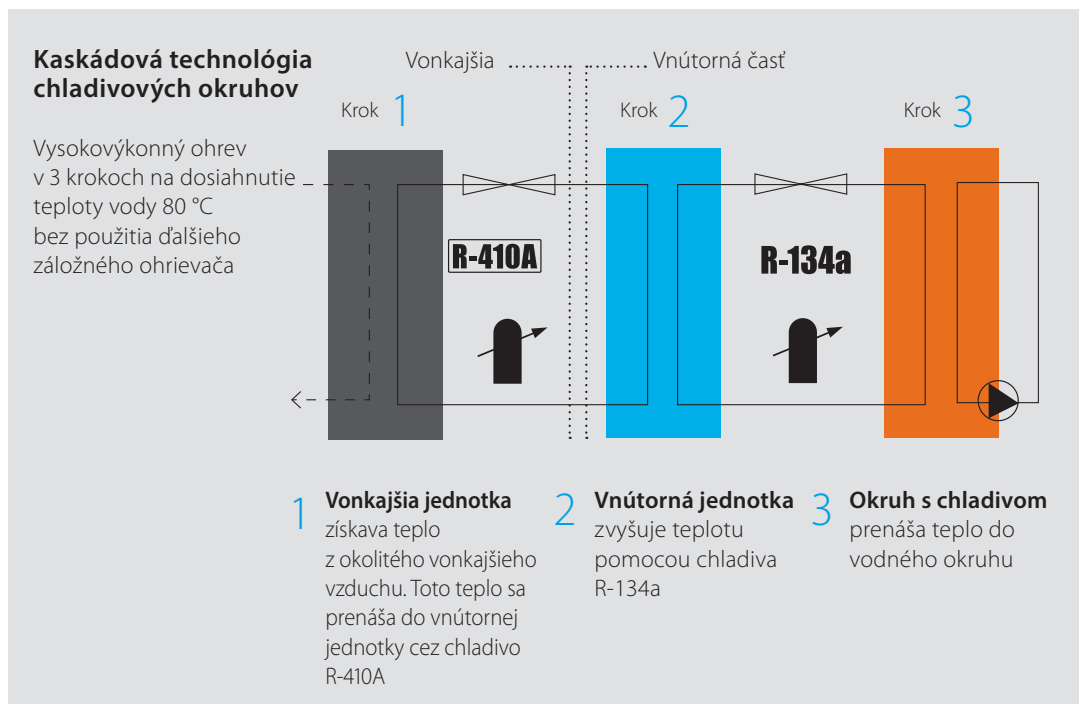 Kaskádová technológia
chladivových okruhov
Vysokovýkonný ohrev
v 3 krokoch na dosiahnutie
teploty vody 80 °C
bez použitia ďalšieho
záložného ohrievača
Vonkajšia ......... ......... Vnútorná časť
Krok 1
Krok 2
Krok 3
R-410A
R-134a
1 Vonkajšia jednotka
získava teplo
z okolitého vonkajšieho
vzduchu. Toto teplo sa
prenáša do vnútornej
jednotky cez chladivo
R-410A
2 Vnútorná jednotka
zvyšuje teplotu
pomocou chladiva
R-134a
3 Okruh s chladivom
prenáša teplo do
vodného okruhu